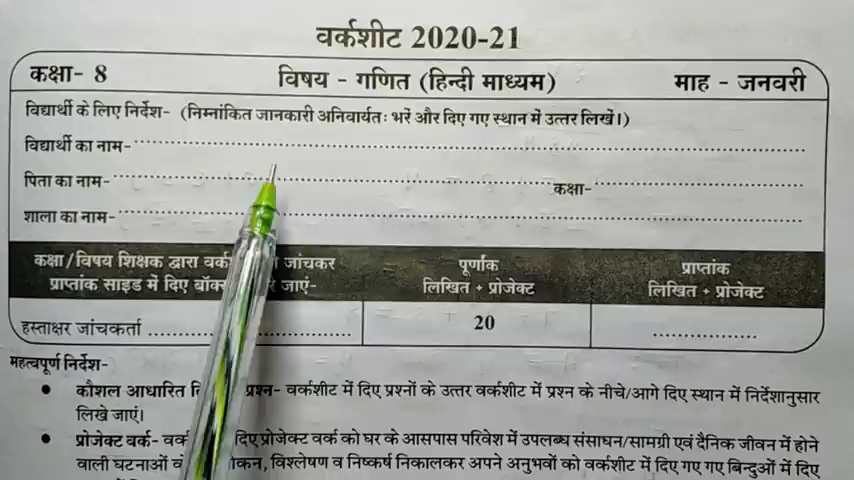 वर्कशीट 2020-21
कक्षा- 8 विषय - गणित (हिन्दी माध्यम) माह - जनवरी
विद्यार्थी के लिए निर्देश- (निम्नांकित जानकारी अनिवार्यतः भरें और दिए गए स्थान में उत्तर लिखें।)
विद्यार्थी का नाम-
पिता का नाम- कक्षा-
शाला का नाम-
कक्षा/विषय शिक्षक द्वारा जांचकर पूर्णांक प्राप्तांक
प्राप्तांक साइड में दिए जाएं- लिखित + प्रोजेक्ट लिखित + प्रोजेक्ट
हस्ताक्षर जांचकर्ता 20
महत्वपूर्ण निर्देश-
• कौशल आधारित प्रश्न- वर्कशीट में दिए प्रश्नों के उत्तर वर्कशीट में प्रश्न के नीचे/आगे दिए स्थान में निर्देशानुसार
लिखे जाएं।
• प्रोजेक्ट वर्क- दिए प्रोजेक्ट वर्क को घर के आसपास परिवेश में उपलब्ध संसाधन/सामग्री एवं दैनिक जीवन में होने
वाली घटनाओं विश्लेषण व निष्कर्ष निकालकर अपने अनुभवों को वर्कशीट में दिए गए गए बिन्दुओं में दिए